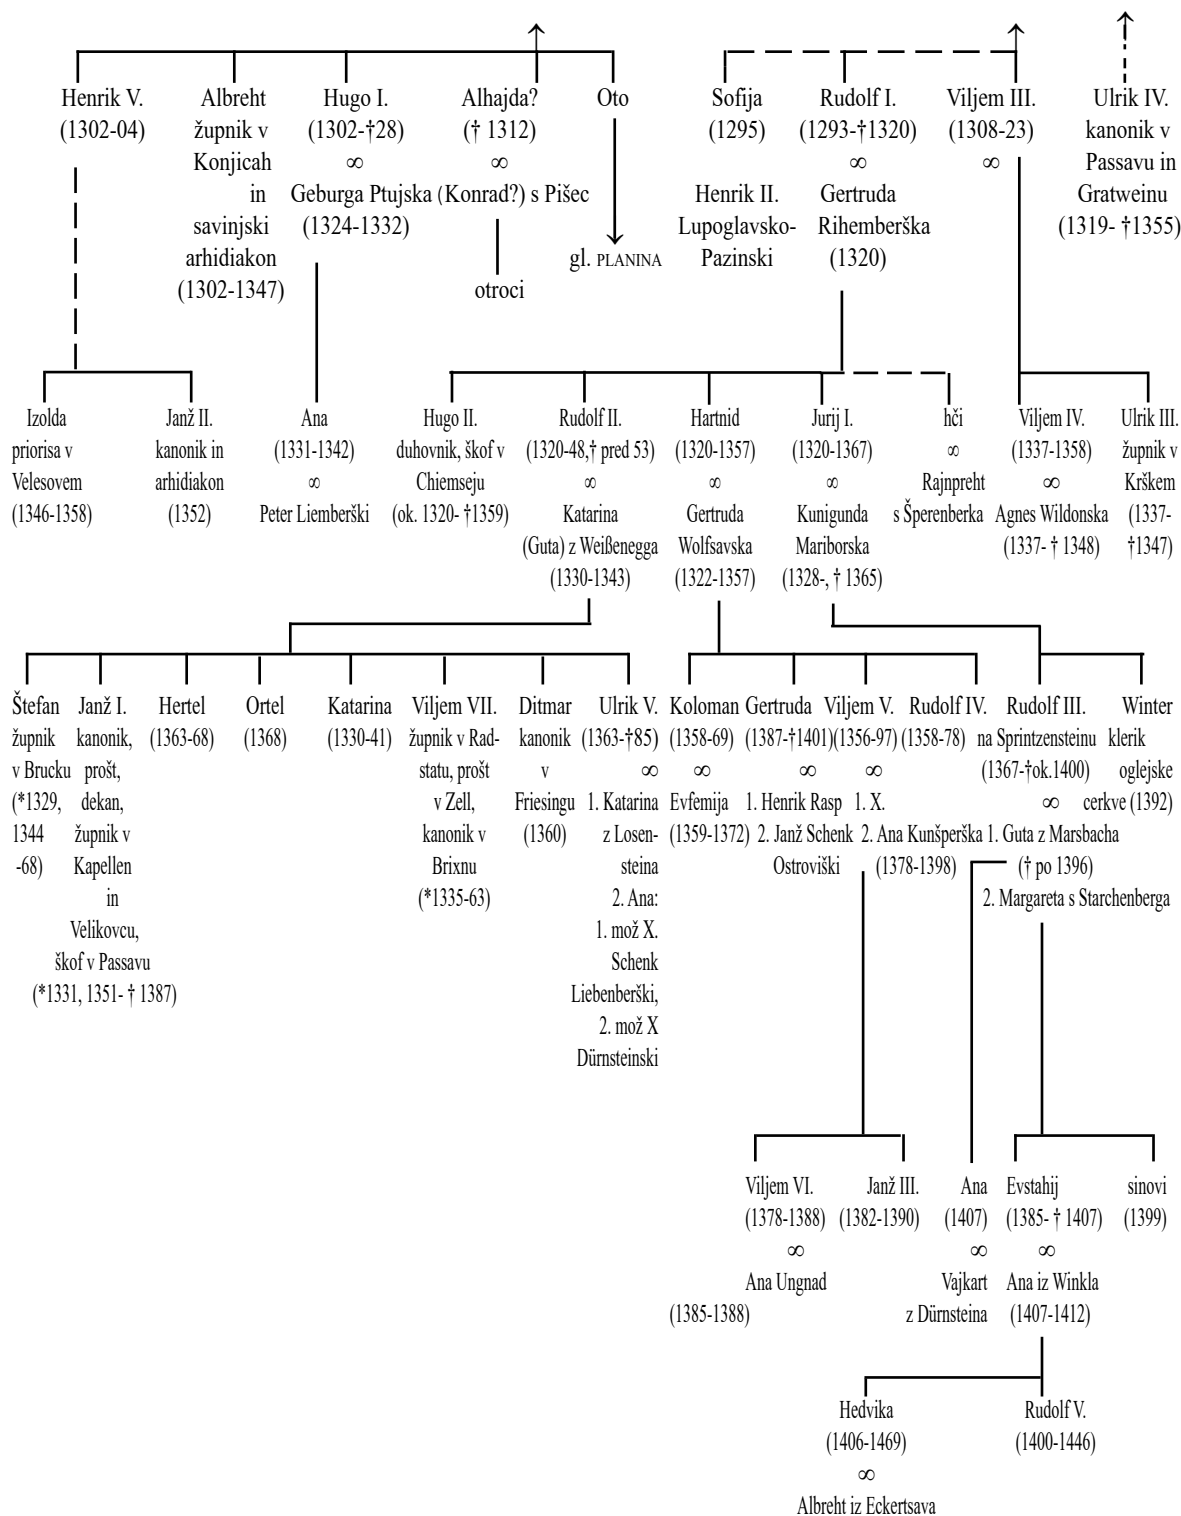 Henrik V.
(1302-04)
Albreht
župnik v
Konjicah
in
savinjski
arhidiakon
(1302-1347)
Hugo I.
(1302-†28)
∞
Geburga Ptujska
(1324-1332)
Alhajda?
(† 1312)
∞
(Konrad?) s Pišec
otroci
Oto
gl. PLANINA
Sofija
(1295)
Henrik II.
Lupoglavsko-
Pazinski
Rudolf I.
(1293-†1320)
∞
Gertruda
Rihemberška
(1320)
Viljem III.
(1308-23)
∞
Ulrik IV.
kanonik v
Passavu in
Gratweinu
(1319- †1355)
Izolda
priorisa v
Velesovem
(1346-1358)
Janž II.
kanonik in
arhidiakon
(1352)
Ana
(1331-1342)
∞
Peter Liemberški
Hugo II.
duhovnik, škof v
Chiemseju
(ok. 1320- †1359)
Rudolf II.
(1320-48,† pred 53)
∞
Katarina
(Guta) z Weißenegga
(1330-1343)
Hartnid
(1320-1357)
∞
Gertruda
Wolfsavska
(1322-1357)
Jurij I.
(1320-1367)
∞
Kunigunda
Mariborska
(1328-, † 1365)
hči
∞
Rajnpreht
s Šperenberka
Viljem IV.
(1337-1358)
∞
Agnes Wildonska
(1337- † 1348)
Ulrik III.
župnik v
Krškem
(1337-
†1347)
Štefan
župnik
v Brucku
(*1329,
1344
-68)
Janž I.
kanonik,
prošt,
dekan,
župnik v
Kapellen
in
Velikovcu,
škof v Passavu
(*1331, 1351- † 1387)
Hertel
(1363-68)
Ortel
(1368)
Katarina
(1330-41)
Viljem VII.
župnik v Rad-
statu, prošt
v Zell,
kanonik v
Brixnu
(*1335-63)
Ditmar
kanonik
v
Friesingu
(1360)
Ulrik V.
(1363-†85)
∞
1. Katarina
z Losen-
steina
2. Ana:
1. mož X.
Schenk
Liebenberški,
2. mož X
Dürnsteinski
Koloman
(1358-69)
∞
Evfemija
(1359-1372)
Gertruda
(1387-†1401)
∞
1. Henrik Rasp
2. Janž Schenk
Ostroviški
Viljem V.
(1356-97)
∞
1. X.
2. Ana Kunšperška
(1378-1398)
Rudolf IV.
(1358-78)
Rudolf III.
na Sprintzensteinu
(1367-†ok.1400)
∞
1. Guta z Marsbacha
(† po 1396)
2. Margareta s Starchenberga
Winter
klerik
oglejske
cerkve (1392)
Viljem VI.
(1378-1388)
∞
Ana Ungnad
(1385-1388)
Janž III.
(1382-1390)
Ana
(1407)
∞
Vajkart
z Dürnsteina
Evstahij
(1385- † 1407)
∞
Ana iz Winkla
(1407-1412)
sinovi
(1399)
Hedvika
(1406-1469)
∞
Albreht iz Eckertsava
Rudolf V.
(1400-1446)